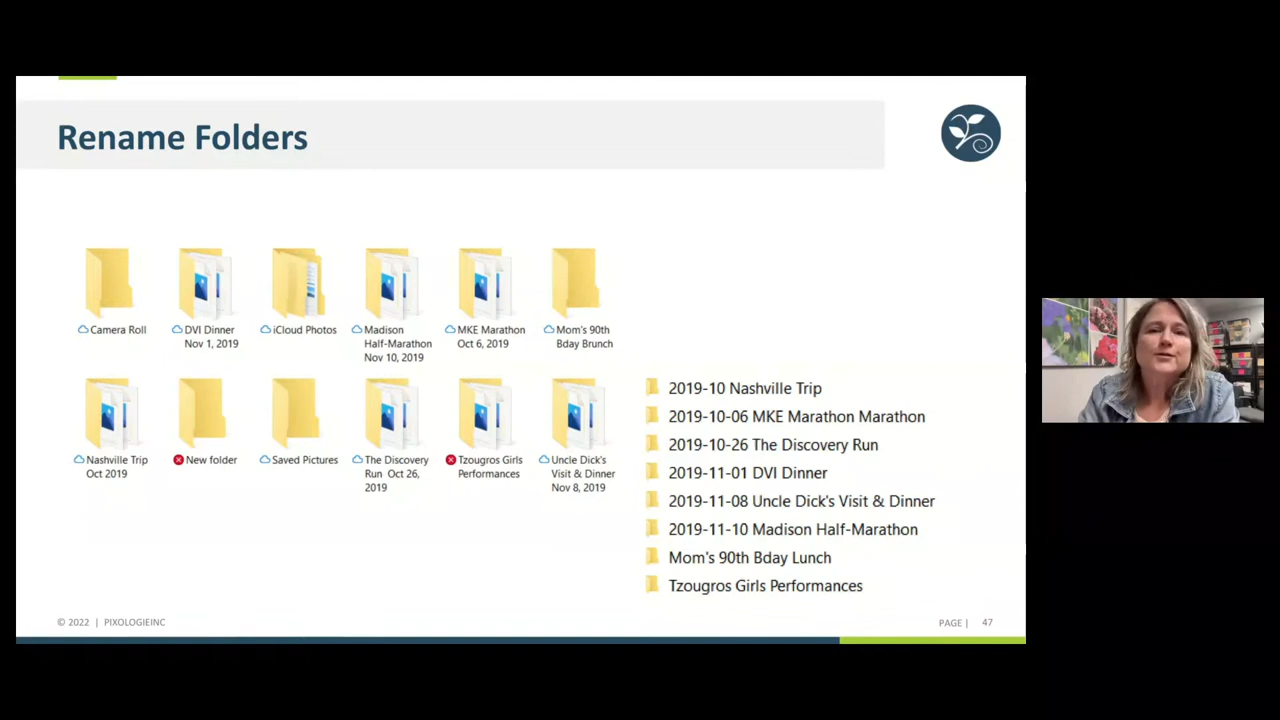 Rename Folders
Camera Roll
DVI Dinner
Nov 1, 2019
iCloud Photos
Madison
Half-Marathon
Nov 10, 2019
MKE Marathon
Oct 6, 2019
Mom's 90th
Bday Brunch
Nashville Trip
Oct 2019
New folder
Saved Pictures
The Discovery
Run Oct 26,
2019
Tzougros Girls
Performances
Uncle Dick's
Visit & Dinner
Nov 8, 2019
2019-10 Nashville Trip
2019-10-06 MKE Marathon Marathon
2019-10-26 The Discovery Run
2019-11-01 DVI Dinner
2019-11-08 Uncle Dick's Visit & Dinner
2019-11-10 Madison Half-Marathon
Mom's 90th Bday Lunch
Tzougros Girls Performances
© 2022 | PIXOLOGIEINC
PAGE | 47